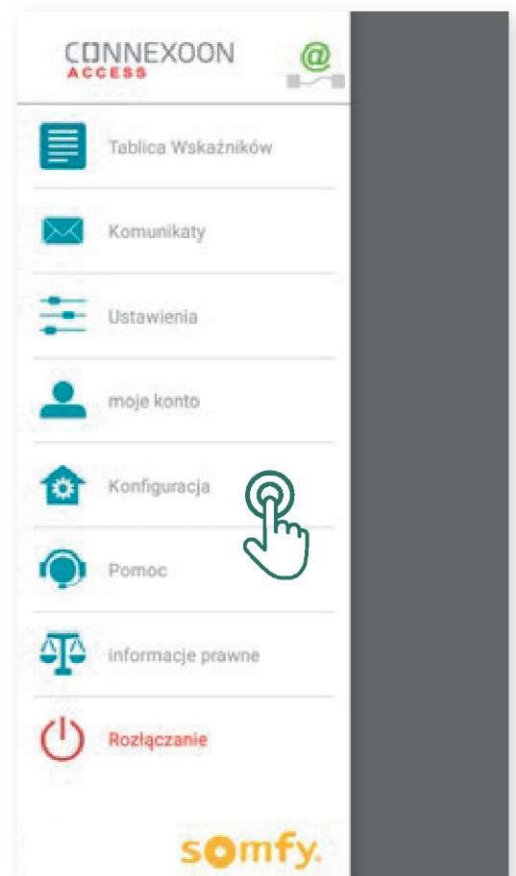 CONNEXOON
ACCESS
@
Tablica Wskaźników
Komunikaty
Ustawienia
moje konto
Konfiguracja
Pomoc
informacje prawne
Rozłączanie
somfy.